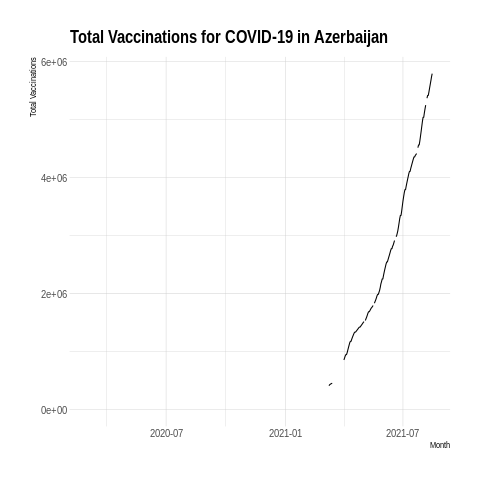 Total Vaccinations for COVID-19 in Azerbaijan
Total Vaccinations
6e+06
4e+06
2e+06
0e+00
2020-07
2021-01
2021-07
Month